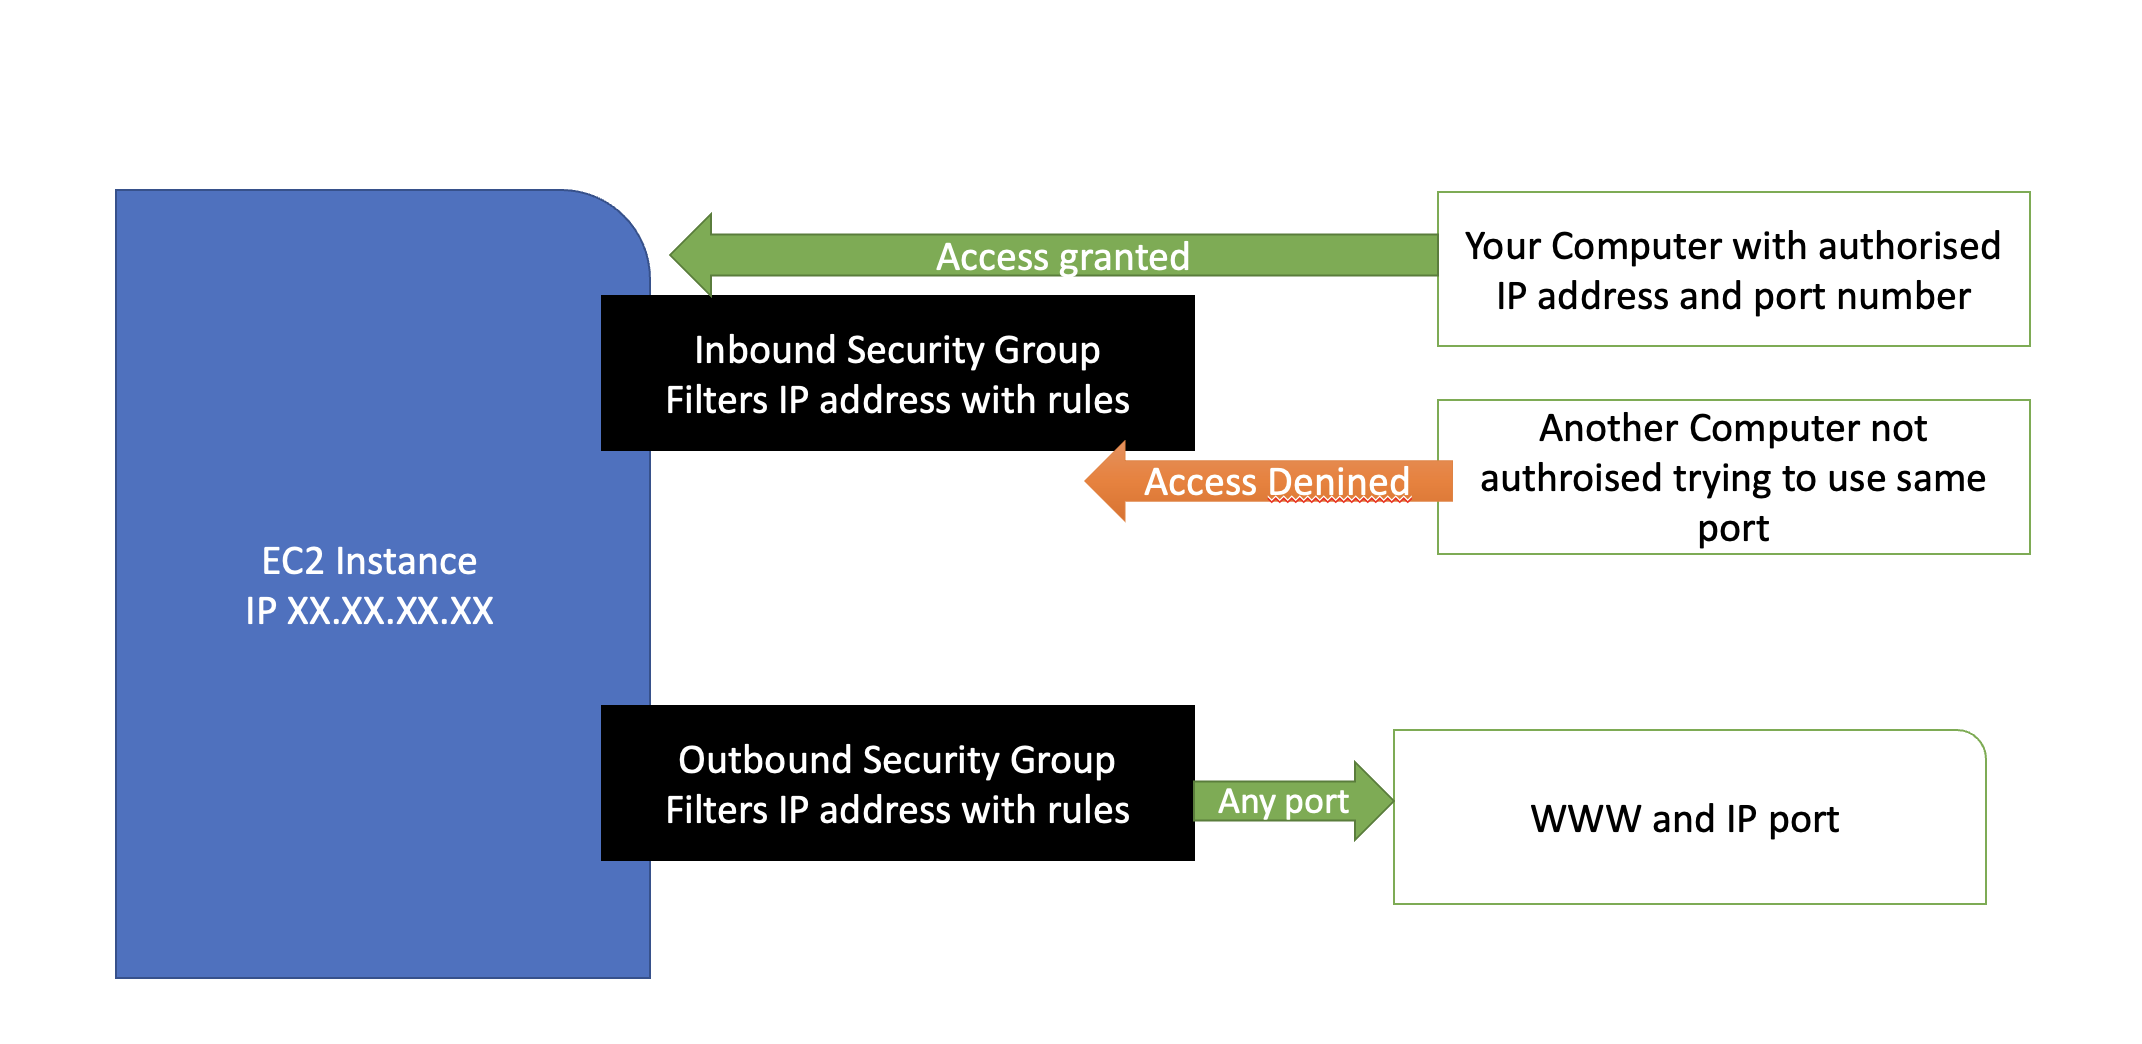 Access granted
Your Computer with authorised
IP address and port number
Inbound Security Group
Filters IP address with rules
Another Computer not
authroised trying to use same
port
Access Denined
EC2 Instance
IP XX.XX.XX.XX
Outbound Security Group
Filters IP address with rules
Any port
WWW and IP port